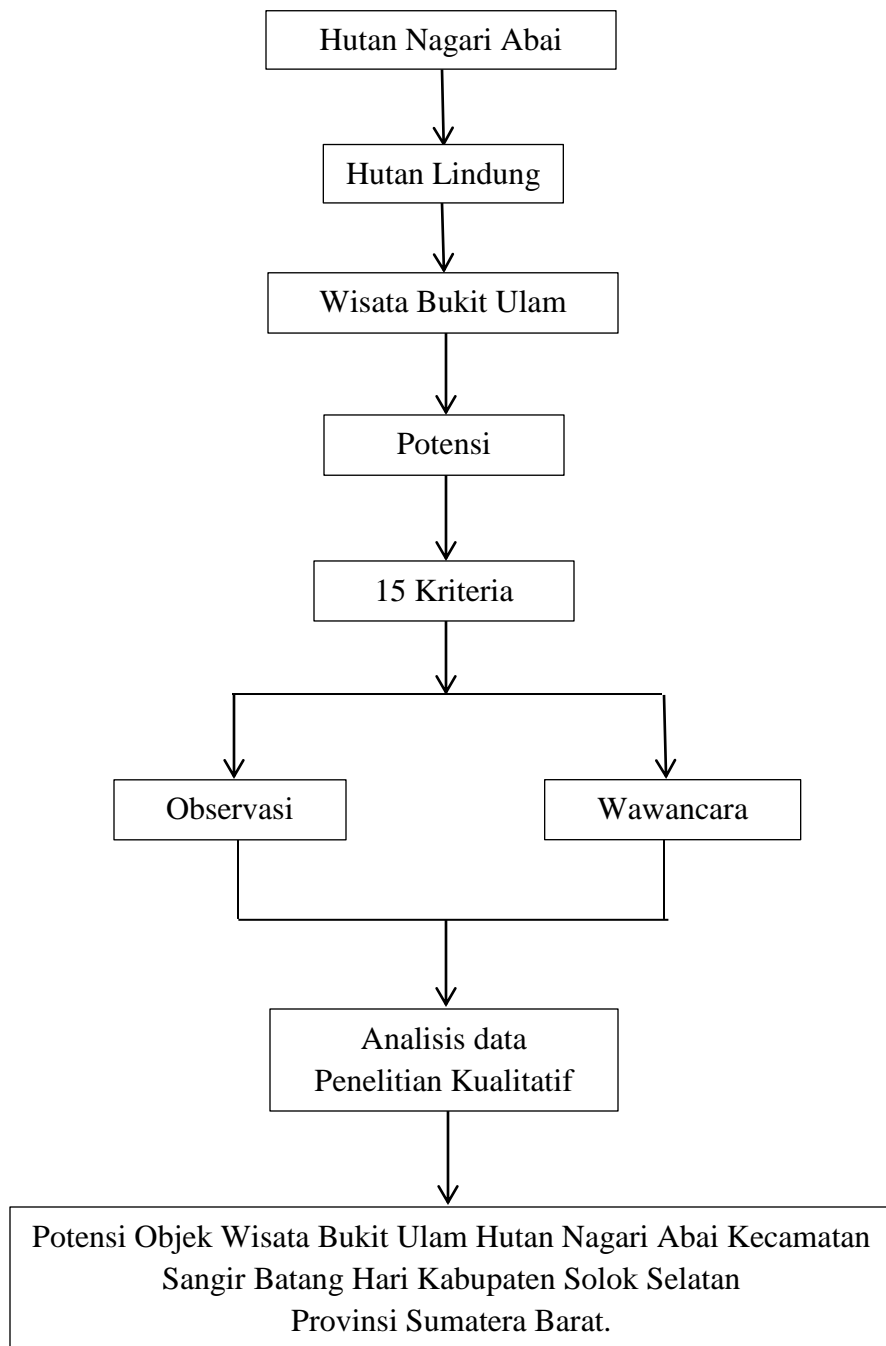 Hutan Nagari Abai
Hutan Lindung
Wisata Bukit Ulam
Potensi
15 Kriteria
Observasi
Wawancara
Analisis data
Penelitian Kualitatif
Potensi Objek Wisata Bukit Ulam Hutan Nagari Abai Kecamatan
Sangir Batang Hari Kabupaten Solok Selatan
Provinsi Sumatera Barat.